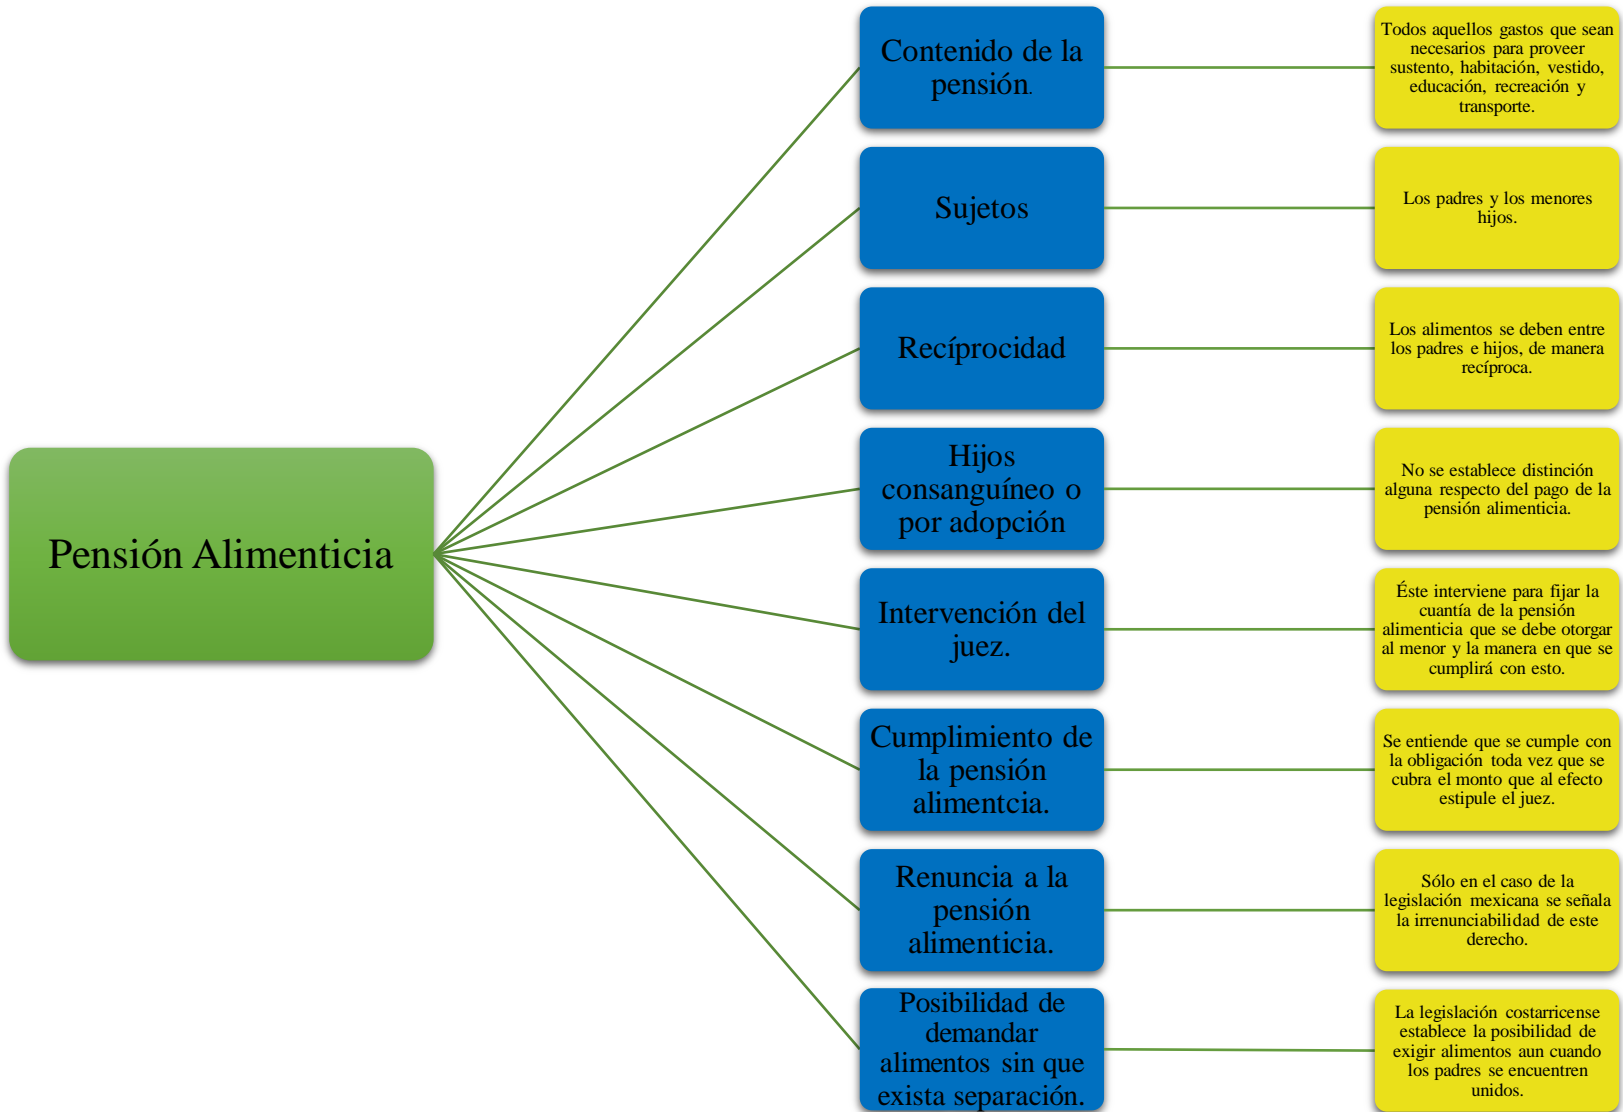 Pensión Alimenticia
Contenido de la
pensión.
Todos aquellos gastos que sean
necesarios para proveer
sustento, habitación, vestido,
educación, recreación y
transporte.
Sujetos
Los padres y los menores
hijos.
Recíprocidad
Los alimentos se deben entre
los padres e hijos, de manera
recíproca.
Hijos
consanguíneo o
por adopción
No se establece distinción
alguna respecto del pago de la
pensión alimenticia.
Intervención del
juez.
Éste interviene para fijar la
cuantía de la pensión
alimenticia que se debe otorgar
al menor y la manera en que se
cumplirá con esto.
Cumplimiento de
la pensión
alimentcia.
Se entiende que se cumple con
la obligación toda vez que se
cubra el monto que al efecto
estipule el juez.
Renuncia a la
pensión
alimenticia.
Sólo en el caso de la
legislación mexicana se señala
la irrenunciabilidad de este
derecho.
Posibilidad de
demandar
alimentos sin que
exista separación.
La legislación costarricense
establece la posibilidad de
exigir alimentos aun cuando
los padres se encuentren
unidos.